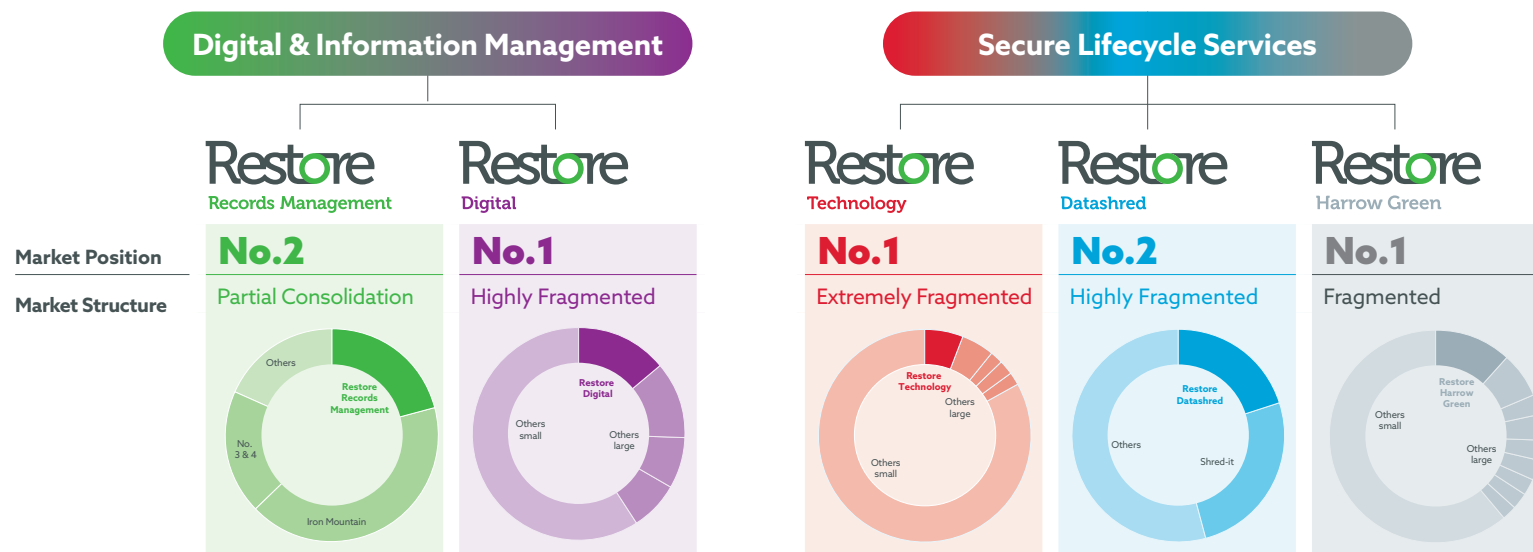 Digital & Information Management
Secure Lifecycle Services
Restore
Records Management
Restore
Digital
Restore
Technology
Restore
Datashred
Restore
Harrow Green
Market Position
No.2
No.1
No.1
No.2
No.1
Market Structure
Partial Consolidation
Highly Fragmented
Extremely Fragmented
Highly Fragmented
Fragmented
Others
Restore
Records
Management
No.
3 & 4
Iron Mountain
Restore
Digital
Others
small
Others
large
Restore
Technology
Others
large
Others
small
Restore
Datashred
Others
Shred-it
Restore
Harrow
Green
Others
small
Others
large